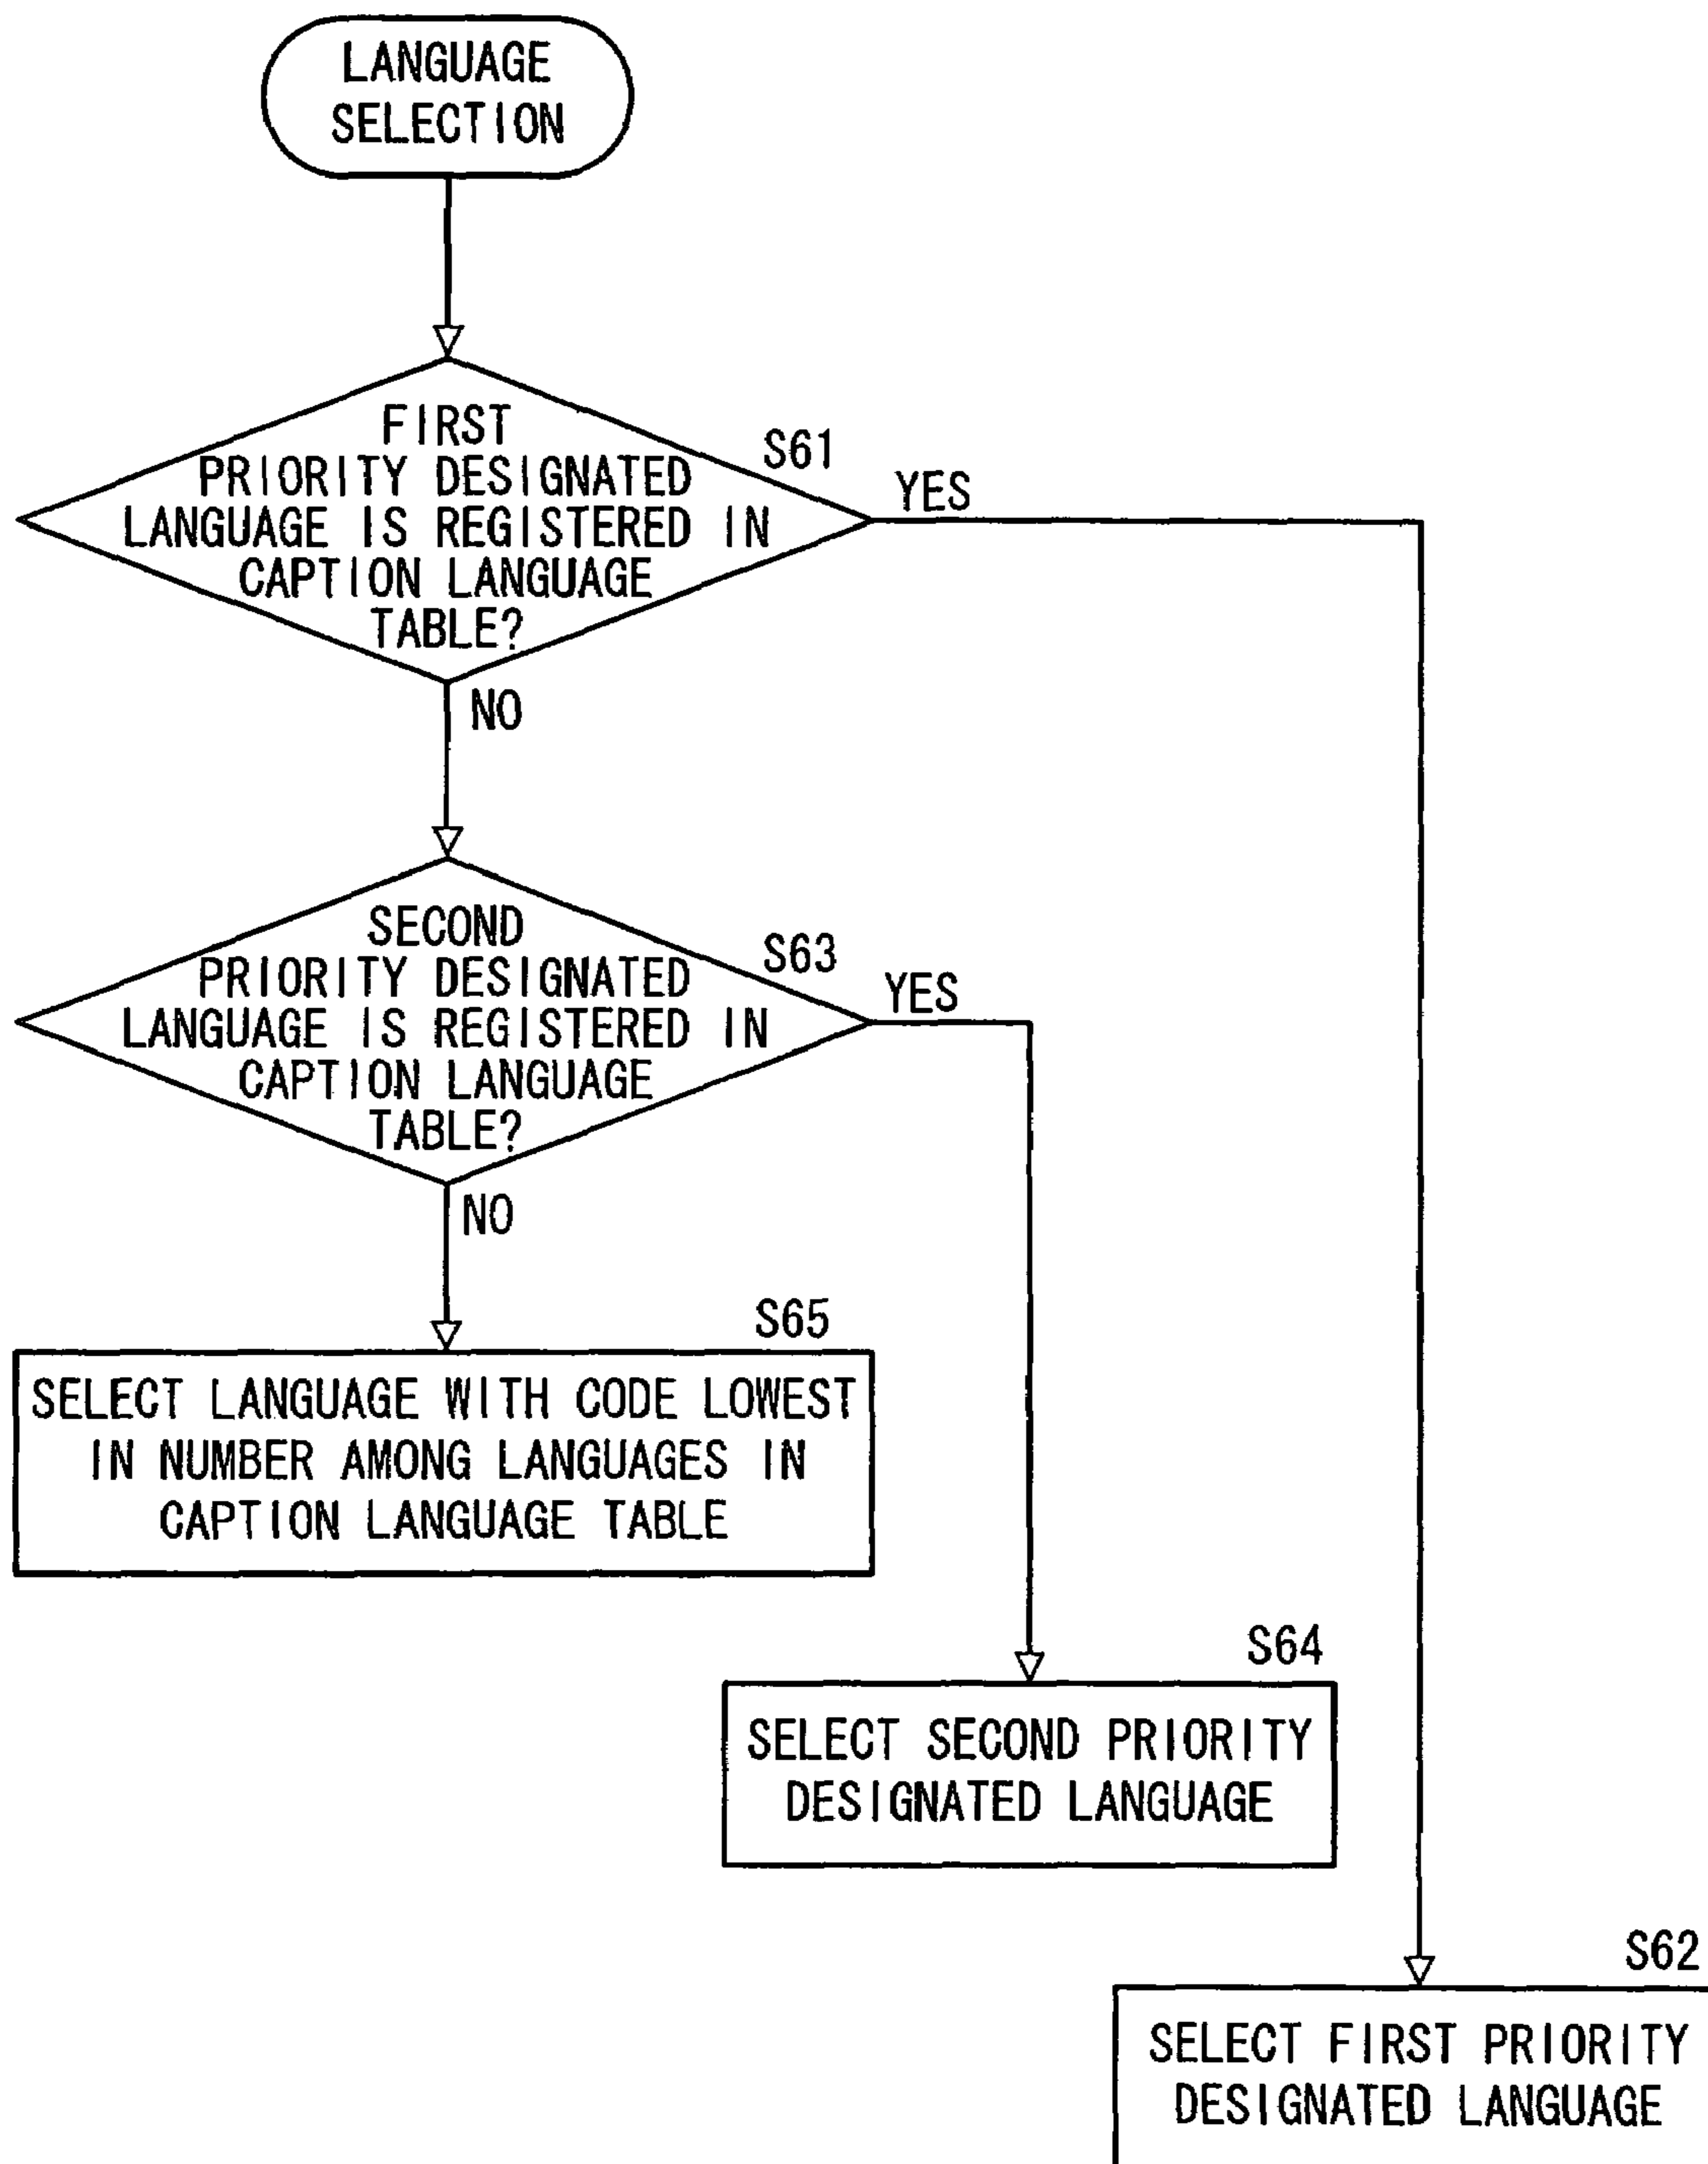 LANGUAGE
SELECTION
FIRST
PRIORITY DESIGNATED
LANGUAGE IS REGISTERED IN
CAPTION LANGUAGE
TABLE?
S61
YES
NO
SECOND
PRIORITY DESIGNATED
LANGUAGE IS REGISTERED IN
CAPTION LANGUAGE
TABLE?
S63
YES
NO
S65
SELECT LANGUAGE WITH CODE LOWEST
IN NUMBER AMONG LANGUAGES IN
CAPTION LANGUAGE TABLE
S64
SELECT SECOND PRIORITY
DESIGNATED LANGUAGE
S62
SELECT FIRST PRIORITY
DESIGNATED LANGUAGE